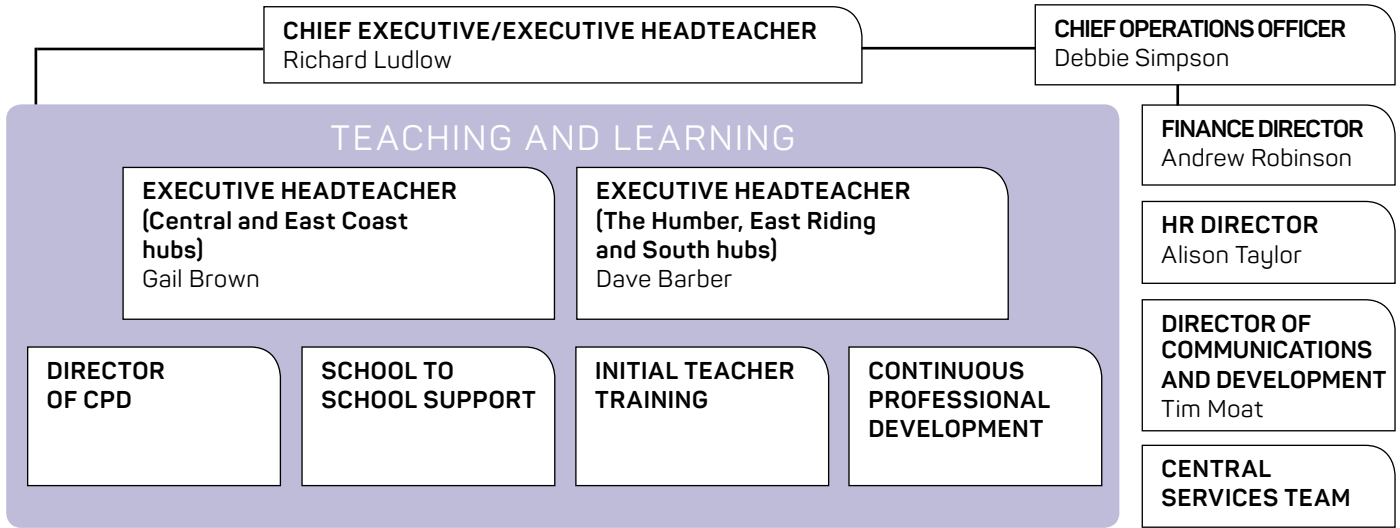 CHIEF EXECUTIVE/EXECUTIVE HEADTEACHER
Richard Ludlow
CHIEF OPERATIONS OFFICER
Debbie Simpson
TEACHING AND LEARNING
EXECUTIVE HEADTEACHER
(Central and East Coast
hubs)
Gail Brown
EXECUTIVE HEADTEACHER
(The Humber, East Riding
and South hubs)
Dave Barber
DIRECTOR
OF CPD
SCHOOL TO
SCHOOL SUPPORT
INITIAL TEACHER
TRAINING
CONTINUOUS
PROFESSIONAL
DEVELOPMENT
FINANCE DIRECTOR
Andrew Robinson
HR DIRECTOR
Alison Taylor
DIRECTOR OF
COMMUNICATIONS
AND DEVELOPMENT
Tim Moat
CENTRAL
SERVICES TEAM